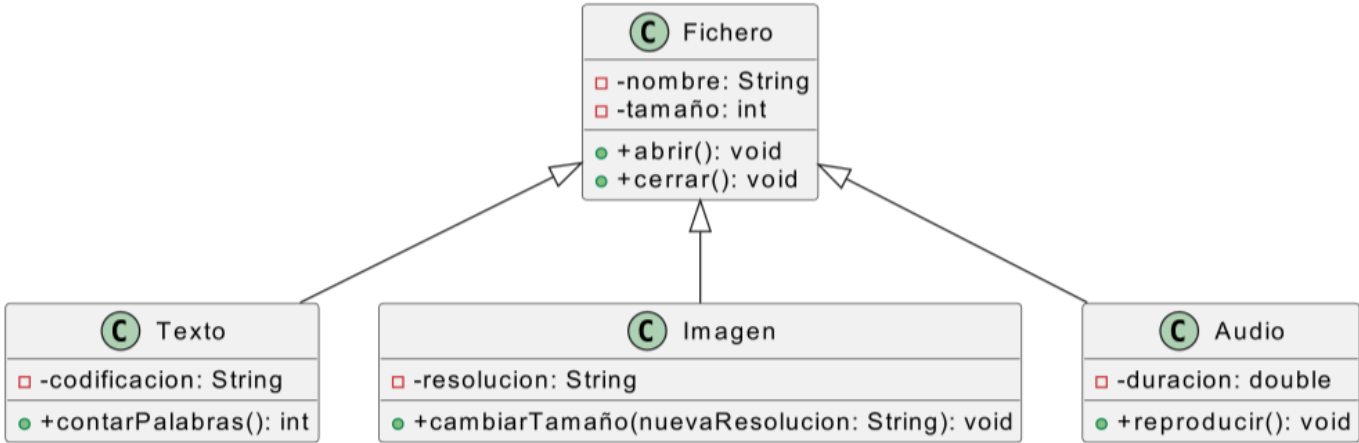 C Fichero
-nombre: String
-tamaño: int
+abrir(): void
+cerrar(): void
C Texto
-codificacion: String
+contarPalabras(): int
C Imagen
-resolucion: String
+cambiarTamaño(nuevaResolucion: String): void
C Audio
-duracion: double
+reproducir(): void